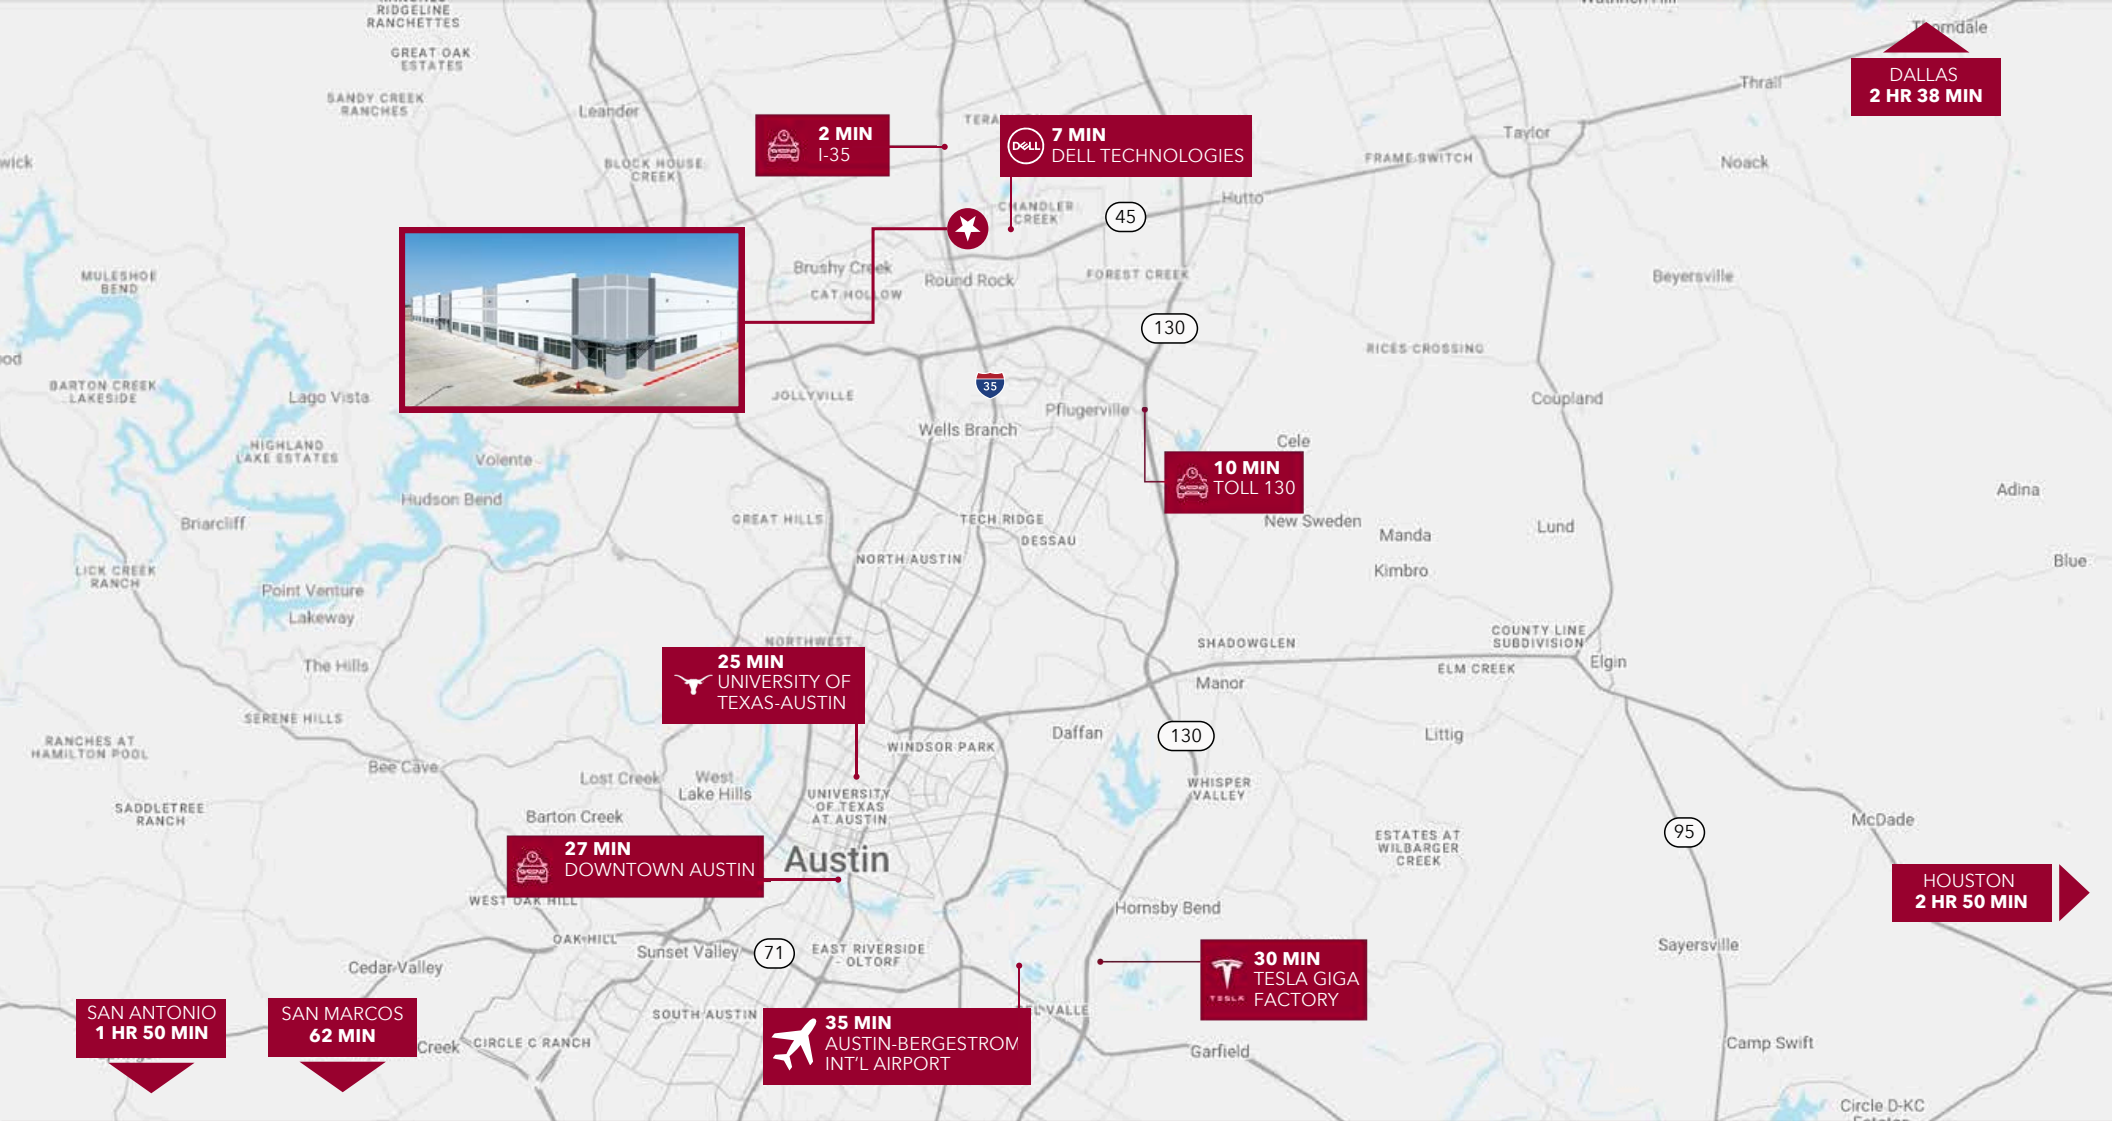 RIDGELINE
RANCHETTES
GREAT OAK
ESTATES
SANDY CREEK
RANCHES
Leander
BLOCK HOUSE
CREEK
2 MIN
I-35
DELL
7 MIN
DELL TECHNOLOGIES
CHANDLER
CREEK
45
Hutto
FRAME SWITCH
Taylor
Thrall
Noack
DALLAS
2 HR 38 MIN
MULESHOE
BEND
Brushy Creek
CAT HOLLOW
Round Rock
FOREST CREEK
130
Beyersville
RICES CROSSING
BARTON CREEK
LAKESIDE
Lago Vista
JOLLYVILLE
35
Pflugerville
Wells Branch
Coupland
HIGHLAND
LAKE ESTATES
Volente
Cele
10 MIN
TOLL 130
Hudson Bend
Briarcliff
GREAT HILLS
TECH RIDGE
DESSAU
NORTH AUSTIN
New Sweden
Manda
Kimbro
Lund
Adina
Blue
LICK CREEK
RANCH
Point Venture
Lakeway
The Hills
NORTHWEST
25 MIN
UNIVERSITY OF
TEXAS-AUSTIN
SHADOWGLEN
COUNTY LINE
SUBDIVISION
ELM CREEK
Elgin
Manor
SERENE HILLS
RANCHES AT
HAMILTON POOL
Bee Cave
Lost Creek
West
Lake Hills
WINDSOR PARK
Daffan
130
Littig
WHISPER
VALLEY
UNIVERSITY
OF TEXAS
AT AUSTIN
SADDLETREE
RANCH
Barton Creek
27 MIN
DOWNTOWN AUSTIN
Austin
ESTATES AT
WILBARGER
CREEK
95
McDade
HOUSTON
2 HR 50 MIN
WEST OAK HILL
Hornsby Bend
OAK HILL
Sunset Valley
71
EAST RIVERSIDE
- OLTORF
Sayersville
Cedar Valley
30 MIN
TESLA GIGA
FACTORY
TESLA
SAN ANTONIO
1 HR 50 MIN
SAN MARCOS
62 MIN
SOUTH AUSTIN
35 MIN
AUSTIN-BERGESTROM
INT'L AIRPORT
VALLE
Creek
CIRCLE C RANCH
Garfield
Camp Swift
Circle D-KC